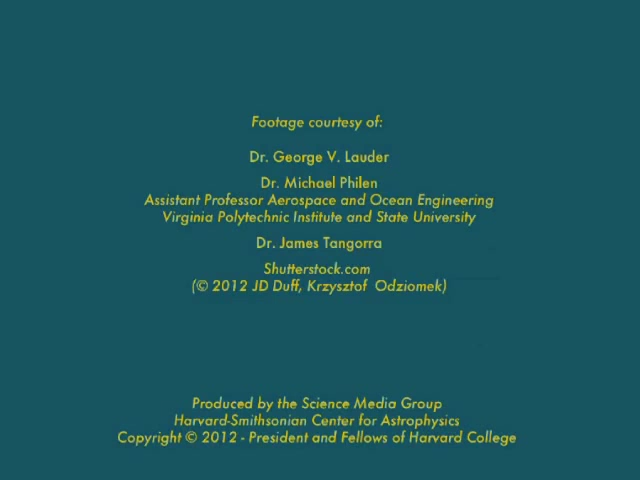 Footage courtesy of:
Dr. George V. Lauder
Dr. Michael Philen
Assistant Professor Aerospace and Ocean Engineering
Virginia Polytechnic Institute and State University
Dr. James Tangorra
Shutterstock.com
(© 2012 JD Duff, Krzysztof Odziomek)
Produced by the Science Media Group
Harvard-Smithsonian Center for Astrophysics
Copyright © 2012 - President and Fellows of Harvard College